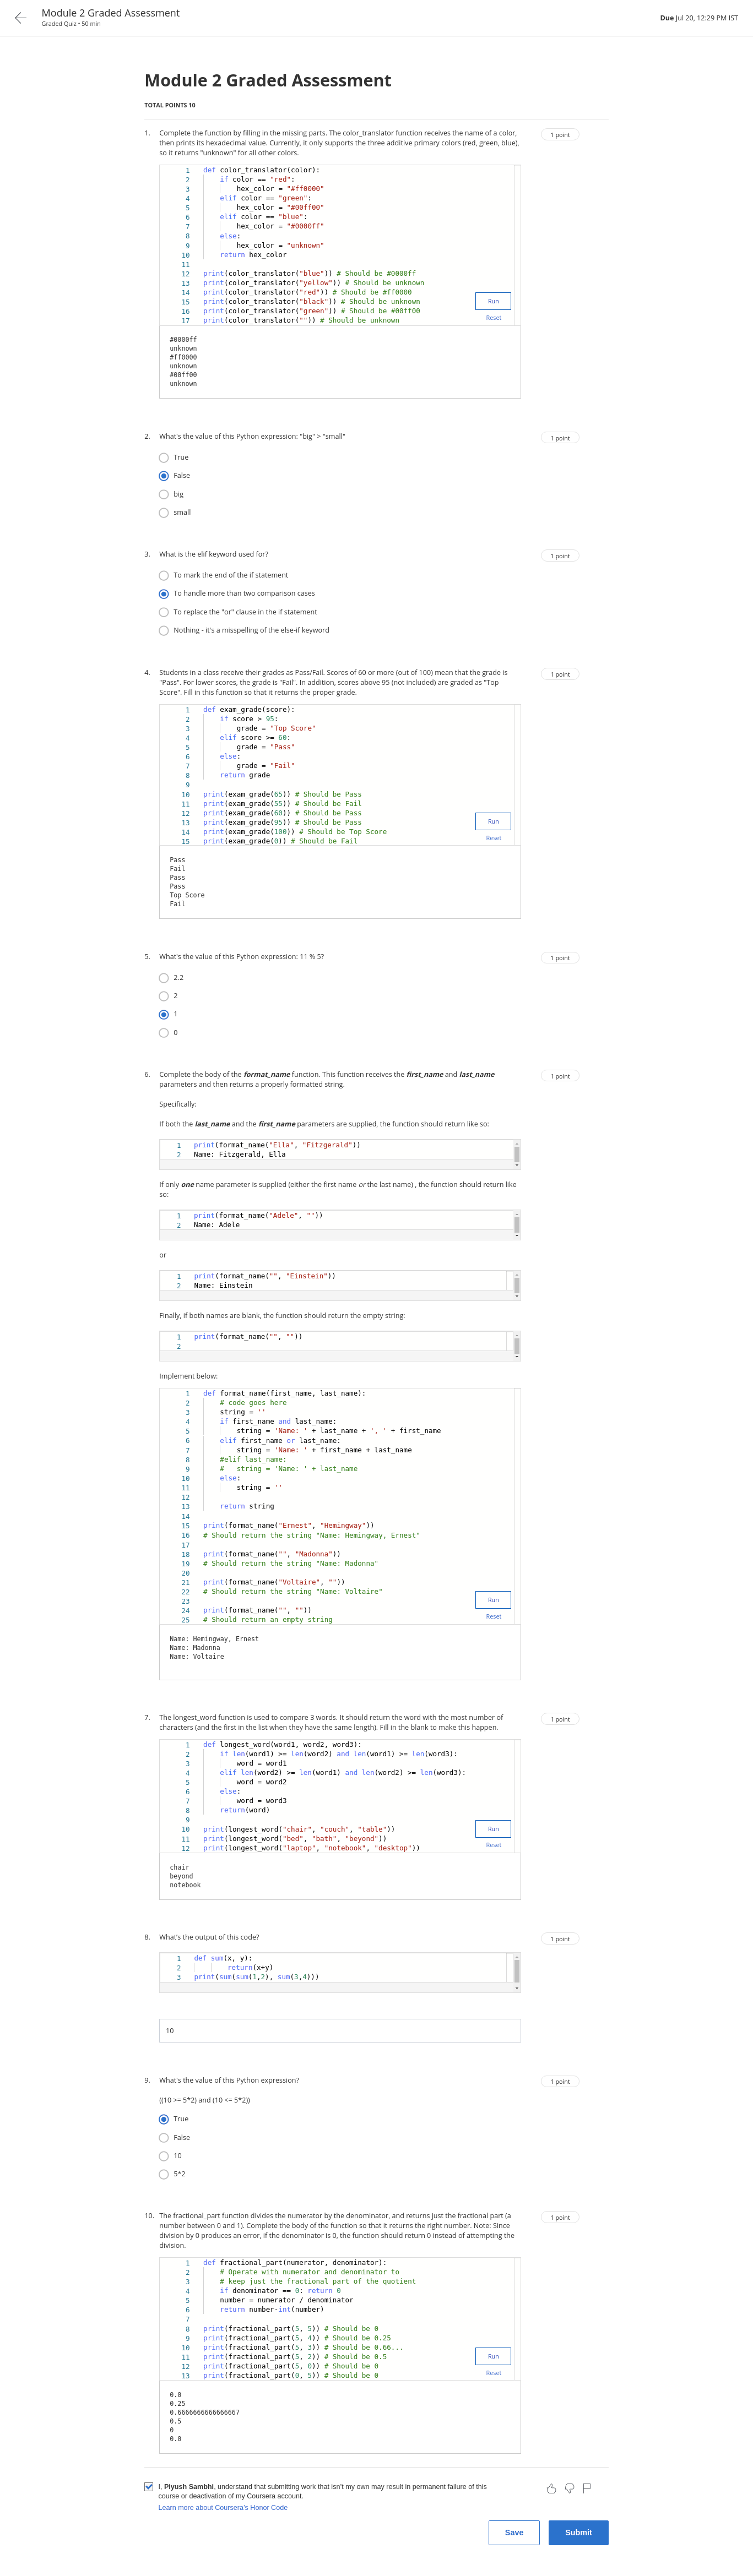 Module 2 Graded Assessment
Graded Quiz • 50 min
Due Jul 20, 12:29 PM IST
Module 2 Graded Assessment
TOTAL POINTS 10
1. Complete the function by filling in the missing parts. The color_translator function receives the name of a color,
then prints its hexadecimal value. Currently, it only supports the three additive primary colors (red, green, blue),
so it returns "unknown" for all other colors.
1 point
1 def color_translator(color):
2     if color == "red":
3         hex_color = "#ff0000"
4     elif color == "green":
5         hex_color = "#00ff00"
6     elif color == "blue":
7         hex_color = "#0000ff"
8     else:
9         hex_color = "unknown"
10     return hex_color
11
12 print(color_translator("blue")) # Should be #0000ff
13 print(color_translator("yellow")) # Should be unknown
14 print(color_translator("red")) # Should be #ff0000
15 print(color_translator("black")) # Should be unknown
16 print(color_translator("green")) # Should be #00ff00
17 print(color_translator("")) # Should be unknown
Run
Reset
#0000ff
unknown
#ff0000
unknown
#00ff00
unknown
2. What's the value of this Python expression: "big" > "small"
1 point
True
False
big
small
3. What is the elif keyword used for?
1 point
To mark the end of the if statement
To handle more than two comparison cases
To replace the "or" clause in the if statement
Nothing - it's a misspelling of the else-if keyword
4. Students in a class receive their grades as Pass/Fail. Scores of 60 or more (out of 100) mean that the grade is
"Pass". For lower scores, the grade is "Fail". In addition, scores above 95 (not included) are graded as "Top
Score". Fill in this function so that it returns the proper grade.
1 point
1 def exam_grade(score):
2     if score > 95:
3         grade = "Top Score"
4     elif score >= 60:
5         grade = "Pass"
6     else:
7         grade = "Fail"
8     return grade
9
10 print(exam_grade(65)) # Should be Pass
11 print(exam_grade(55)) # Should be Fail
12 print(exam_grade(60)) # Should be Pass
13 print(exam_grade(95)) # Should be Pass
14 print(exam_grade(100)) # Should be Top Score
15 print(exam_grade(0)) # Should be Fail
Run
Reset
Pass
Fail
Pass
Pass
Top Score
Fail
5. What's the value of this Python expression: 11 % 5?
1 point
2.2
2
1
0
6. Complete the body of the format_name function. This function receives the first_name and last_name
parameters and then returns a properly formatted string.
1 point
Specifically:
If both the last_name and the first_name parameters are supplied, the function should return like so:
1 print(format_name("Ella", "Fitzgerald"))
2 Name: Fitzgerald, Ella
If only one name parameter is supplied (either the first name or the last name) , the function should return like
so:
1 print(format_name("Adele", ""))
2 Name: Adele
or
1 print(format_name("", "Einstein"))
2 Name: Einstein
Finally, if both names are blank, the function should return the empty string:
1 print(format_name("", ""))
2
Implement below:
1 def format_name(first_name, last_name):
2     # code goes here
3     string = ''
4     if first_name and last_name:
5         string = 'Name: ' + last_name + ', ' + first_name
6     elif first_name or last_name:
7         string = 'Name: ' + first_name + last_name
8     #elif last_name:
9     #   string = 'Name: ' + last_name
10     else:
11         string = ''
12
13     return string
14
15 print(format_name("Ernest", "Hemingway"))
16 # Should return the string "Name: Hemingway, Ernest"
17
18 print(format_name("", "Madonna"))
19 # Should return the string "Name: Madonna"
20
21 print(format_name("Voltaire", ""))
22 # Should return the string "Name: Voltaire"
23
24 print(format_name("", ""))
25 # Should return an empty string
Run
Reset
Name: Hemingway, Ernest
Name: Madonna
Name: Voltaire
7. The longest_word function is used to compare 3 words. It should return the word with the most number of
characters (and the first in the list when they have the same length). Fill in the blank to make this happen.
1 point
1 def longest_word(word1, word2, word3):
2     if len(word1) >= len(word2) and len(word1) >= len(word3):
3         word = word1
4     elif len(word2) >= len(word1) and len(word2) >= len(word3):
5         word = word2
6     else:
7         word = word3
8     return(word)
9
10 print(longest_word("chair", "couch", "table"))
11 print(longest_word("bed", "bath", "beyond"))
12 print(longest_word("laptop", "notebook", "desktop"))
Run
Reset
chair
beyond
notebook
8. What's the output of this code?
1 point
1 def sum(x, y):
2         return(x+y)
3 print(sum(sum(1,2), sum(3,4)))
10
9. What's the value of this Python expression?
1 point
((10 >= 5*2) and (10 <= 5*2))
True
False
10
5*2
10. The fractional_part function divides the numerator by the denominator, and returns just the fractional part (a
number between 0 and 1). Complete the body of the function so that it returns the right number. Note: Since
division by 0 produces an error, if the denominator is 0, the function should return 0 instead of attempting the
division.
1 point
1 def fractional_part(numerator, denominator):
2     # Operate with numerator and denominator to
3     # keep just the fractional part of the quotient
4     if denominator == 0: return 0
5     number = numerator / denominator
6     return number-int(number)
7
8 print(fractional_part(5, 5)) # Should be 0
9 print(fractional_part(5, 4)) # Should be 0.25
10 print(fractional_part(5, 3)) # Should be 0.66...
11 print(fractional_part(5, 2)) # Should be 0.5
12 print(fractional_part(5, 0)) # Should be 0
13 print(fractional_part(0, 5)) # Should be 0
Run
Reset
0.0
0.25
0.6666666666666667
0.5
0
0.0
I, Piyush Sambhi, understand that submitting work that isn't my own may result in permanent failure of this
course or deactivation of my Coursera account.
Learn more about Coursera's Honor Code
Save
Submit